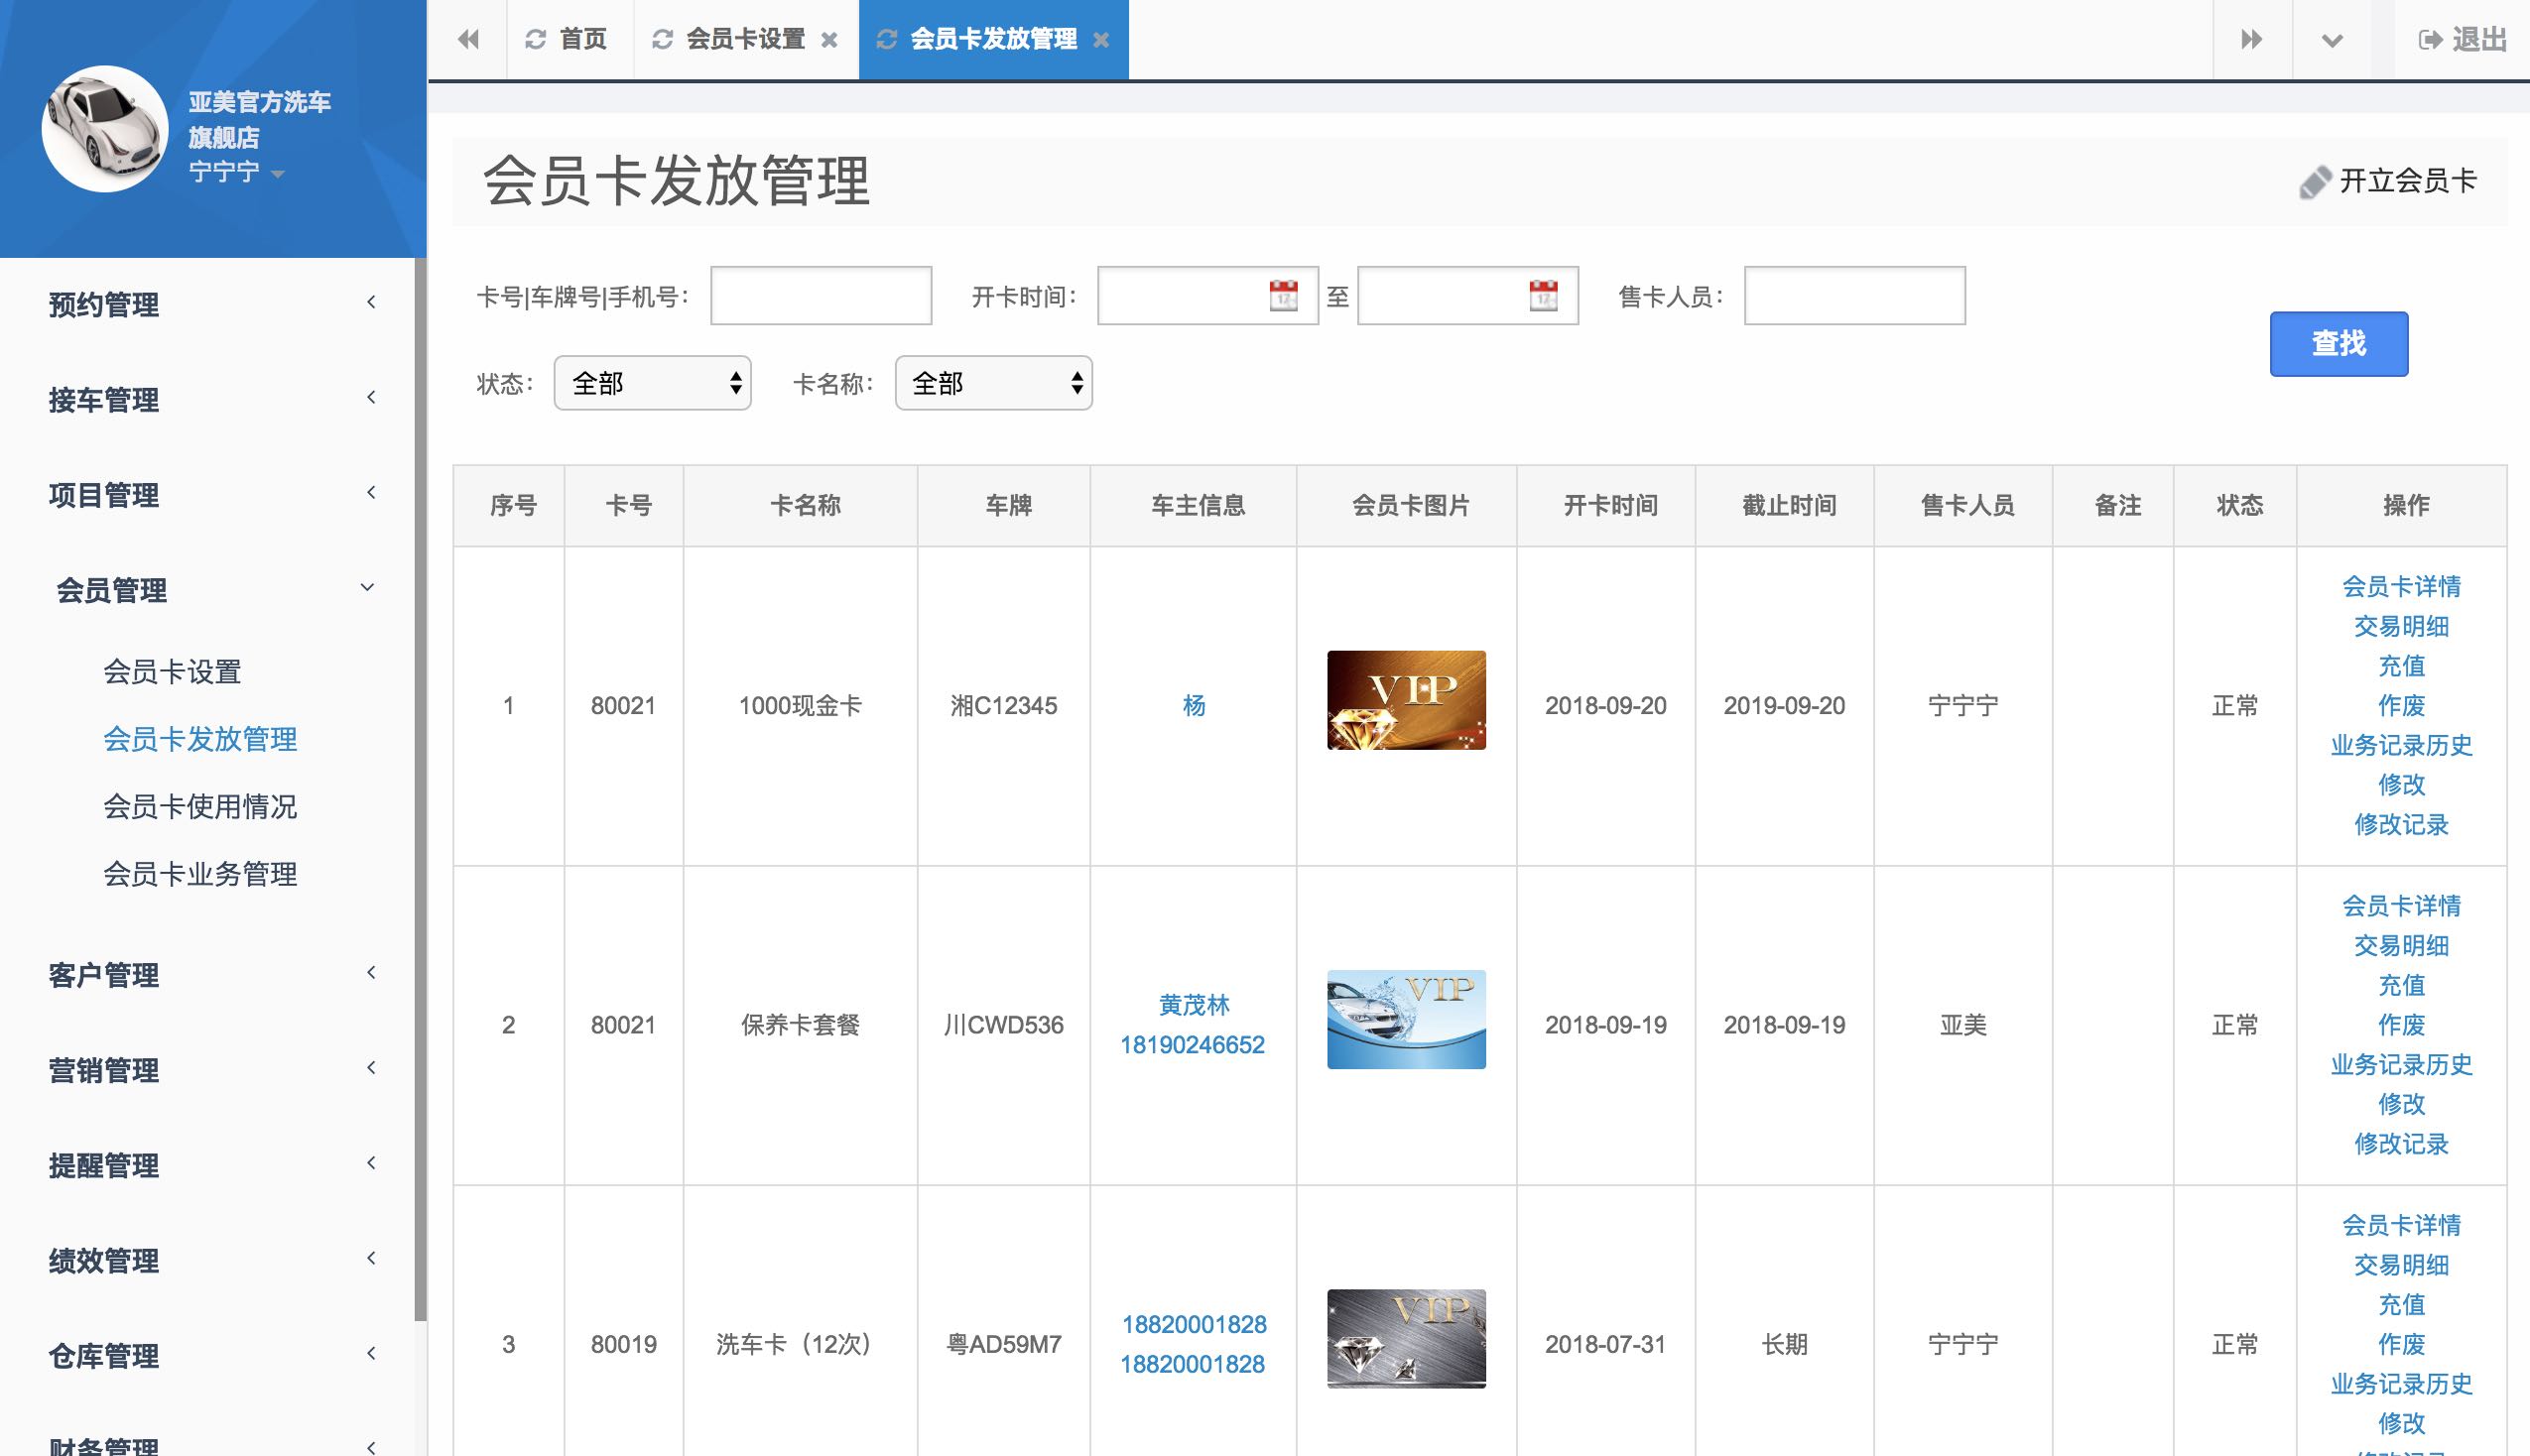 首页
会员卡设置
会员卡发放管理
退出
亚美官方洗车
旗舰店
宁宁宁
预约管理
接车管理
项目管理
会员管理
会员卡设置
会员卡发放管理
会员卡使用情况
会员卡业务管理
客户管理
营销管理
提醒管理
绩效管理
仓库管理
财务管理
会员卡发放管理
开立会员卡
卡号|车牌号|手机号：
开卡时间：
至
售卡人员：
查找
状态：
全部
卡名称：
全部
序号 卡号 卡名称 车牌 车主信息 会员卡图片 开卡时间 截止时间 售卡人员 备注 状态 操作
1 80021 1000现金卡 湘C12345 杨 VIP 2018-09-20 2019-09-20 宁宁宁 正常
会员卡详情
交易明细
充值
作废
业务记录历史
修改
修改记录
2 80021 保养卡套餐 川CWD536
黄茂林
18190246652
VIP
2018-09-19 2018-09-19 亚美 正常
会员卡详情
交易明细
充值
作废
业务记录历史
修改
修改记录
3 80019 洗车卡（12次） 粤AD59M7
18820001828
18820001828
VIP
2018-07-31 长期 宁宁宁 正常
会员卡详情
交易明细
充值
作废
业务记录历史
修改